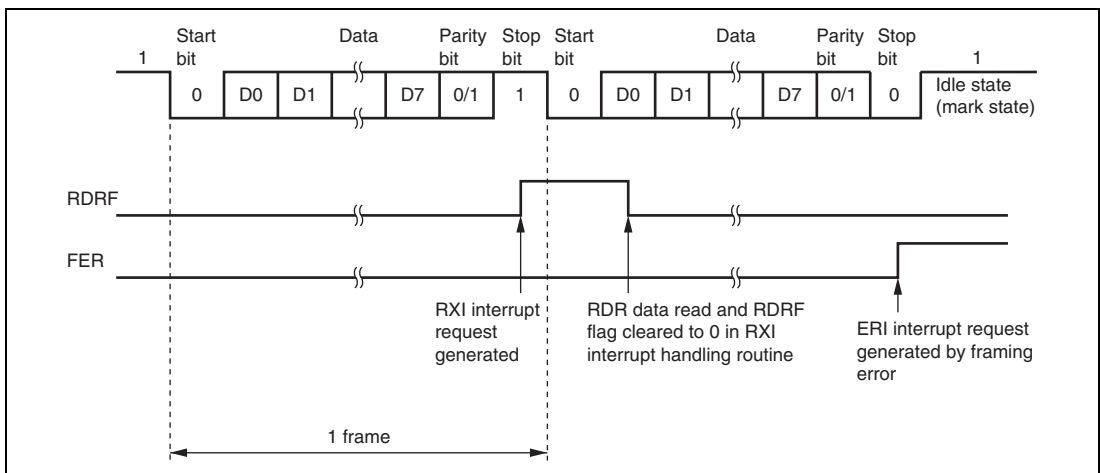 Start bit
Data
Parity bit
Stop bit
Start bit
Data
Parity bit
Stop bit
1
1
0
D0
D1
D7
0/1
1
0
D0
D1
D7
0/1
0
Idle state
(mark state)
RDRF
FER
RXI interrupt
request
generated
RDR data read and RDRF
flag cleared to 0 in RXI
interrupt handling routine
ERI interrupt request
generated by framing
error
1 frame